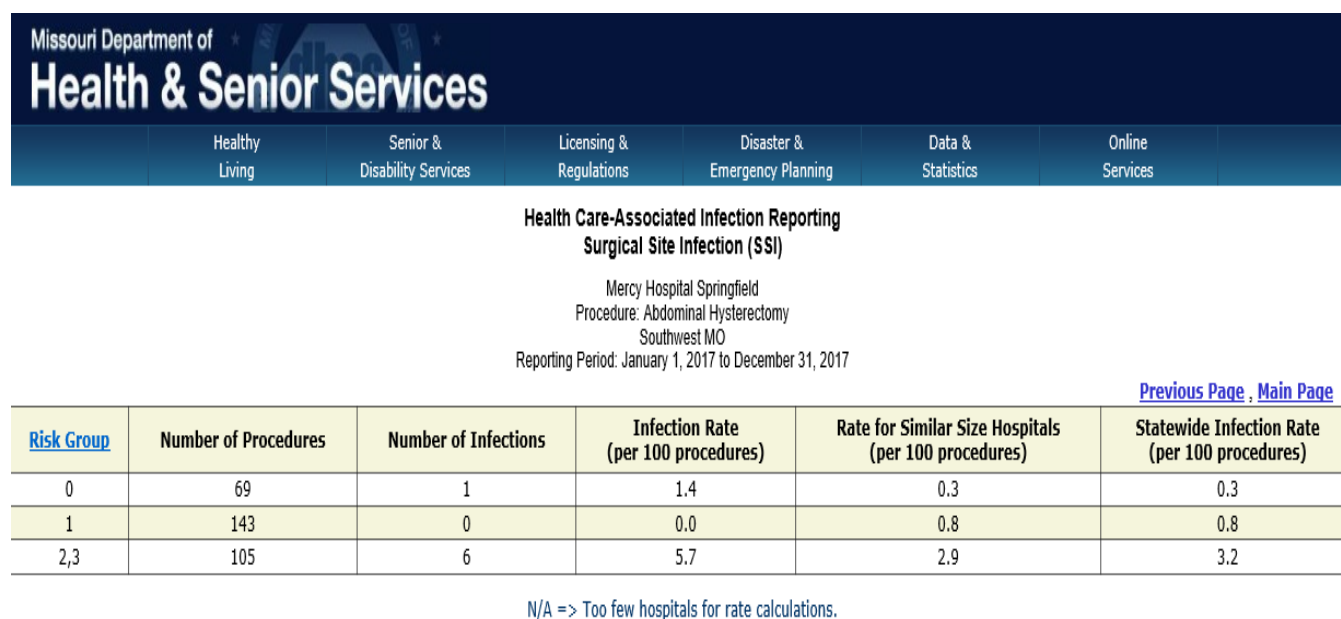 Missouri Department of
Health & Senior Services
Healthy Living
Senior & Disability Services
Licensing & Regulations
Disaster & Emergency Planning
Data & Statistics
Online Services
Health Care-Associated Infection Reporting
Surgical Site Infection (SSI)
Mercy Hospital Springfield
Procedure: Abdominal Hysterectomy
Southwest MO
Reporting Period: January 1, 2017 to December 31, 2017
Previous Page , Main Page
Risk Group Number of Procedures Number of Infections Infection Rate (per 100 procedures) Rate for Similar Size Hospitals (per 100 procedures) Statewide Infection Rate (per 100 procedures)
0 69 1 1.4 0.3 0.3
1 143 0 0.0 0.8 0.8
2,3 105 6 5.7 2.9 3.2
N/A => Too few hospitals for rate calculations.